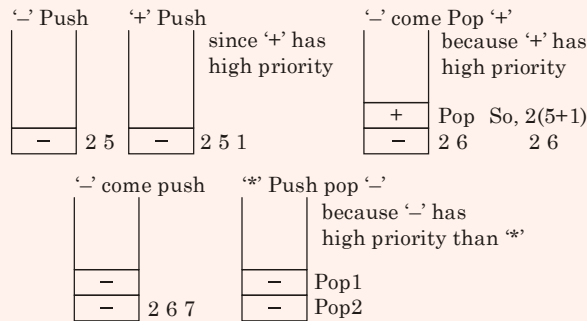 ‘–’ Push
–
2 5
‘+’ Push
since ‘+’ has
high priority
–
2 5 1
‘–’ come Pop ‘+’
because ‘+’ has
high priority
+ Pop So, 2(5+1)
– 2 6 2 6
‘–’ come push
–
– 2 6 7
‘*’ Push pop ‘–’
because ‘–’ has
high priority than ‘*’
– Pop1
– Pop2